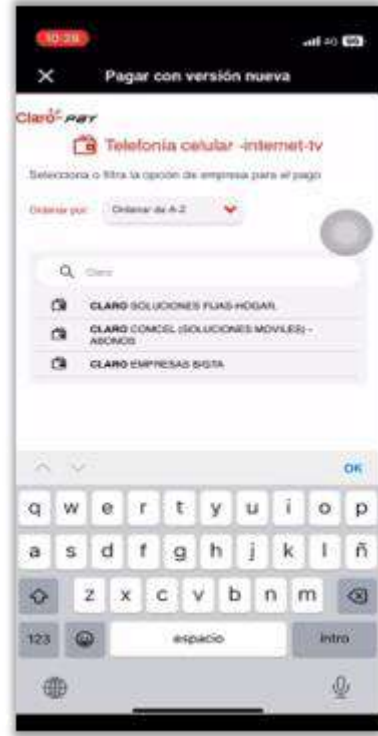 10:29
Pagar con versión nueva
Claro pay
Telefonía celular -internet-tv
Selecciona o filtra la opción de empresa para el pago
Ordenar por:
Ordenar de A-Z
Claro
CLARO SOLUCIONES FIJAS HOGAR
CLARO COMCEL (SOLUCIONES MOVILES) -
ABONOS
CLARO EMPRESAS
OK
q w e r t y u i o p
a s d f g h j k l ñ
z x c v b n m
123
espacio
intro